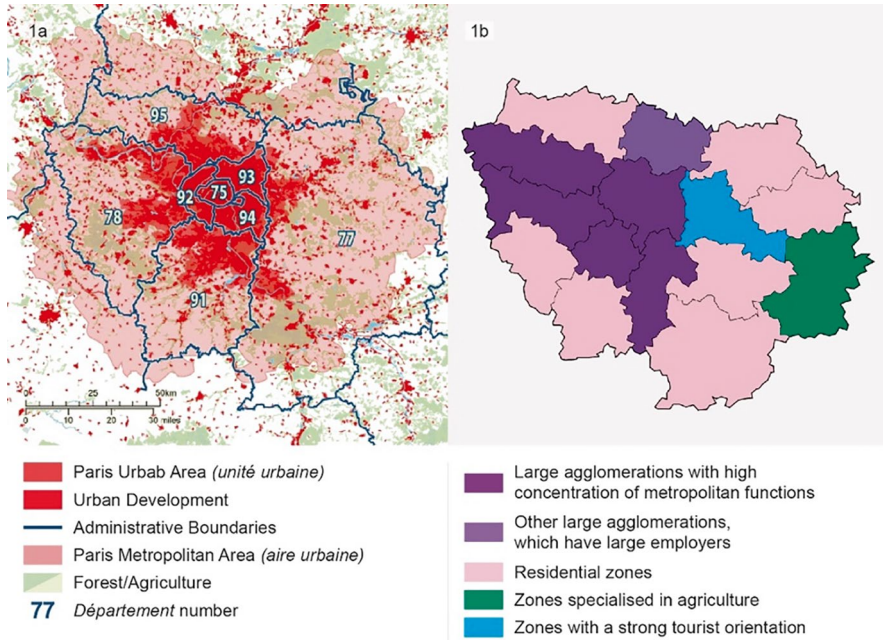 1a
95
93
92
75
78
94
77
91
0 25 50km
0 10 20 30 miles
Paris Urbab Area (unité urbaine)
Urban Development
Administrative Boundaries
Paris Metropolitan Area (aire urbaine)
Forest/Agriculture
77 Département number
1b
Large agglomerations with high
concentration of metropolitan functions
Other large agglomerations,
which have large employers
Residential zones
Zones specialised in agriculture
Zones with a strong tourist orientation